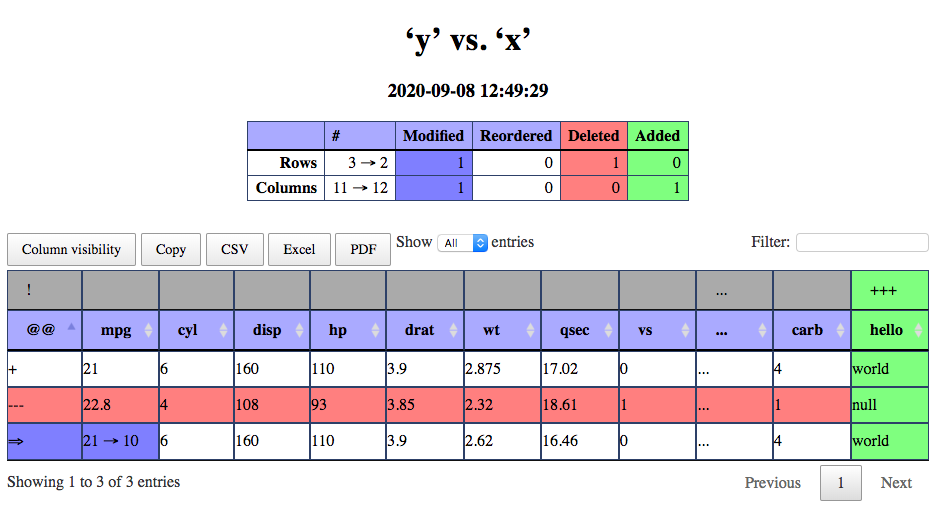 ‘y’ vs. ‘x’
2020-09-08 12:49:29
# Modified Reordered Deleted Added
Rows 3 → 2 1 0 1 0
Columns 11 → 12 1 0 0 1
Column visibility Copy CSV Excel PDF Show All entries Filter:
! ... +++
@@ mpg cyl disp hp drat wt qsec vs ... carb hello
+ 21 6 160 110 3.9 2.875 17.02 0 ... 4 world
--- 22.8 4 108 93 3.85 2.32 18.61 1 ... 1 null
⇒ 21 → 10 6 160 110 3.9 2.62 16.46 0 ... 4 world
Showing 1 to 3 of 3 entries Previous 1 Next